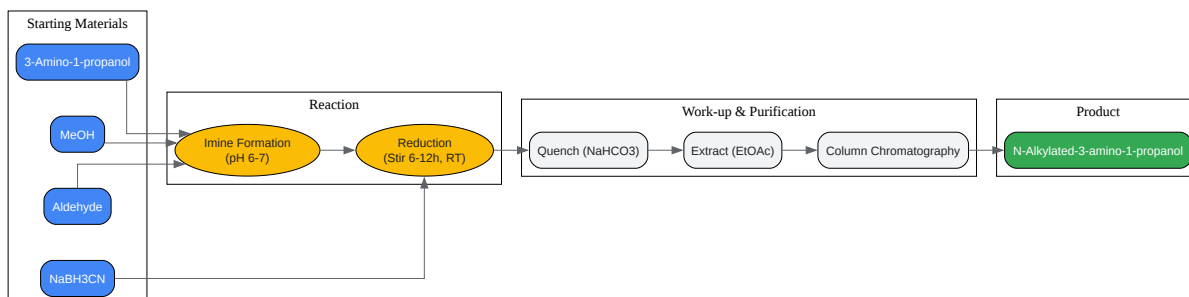 Starting Materials
3-Amino-1-propanol
MeOH
Aldehyde
NaBH3CN
Reaction
Imine Formation
(pH 6-7)
Reduction
(Stir 6-12h, RT)
Work-up & Purification
Quench (NaHCO3)
Extract (EtOAc)
Column Chromatography
Product
N-Alkylated-3-amino-1-propanol